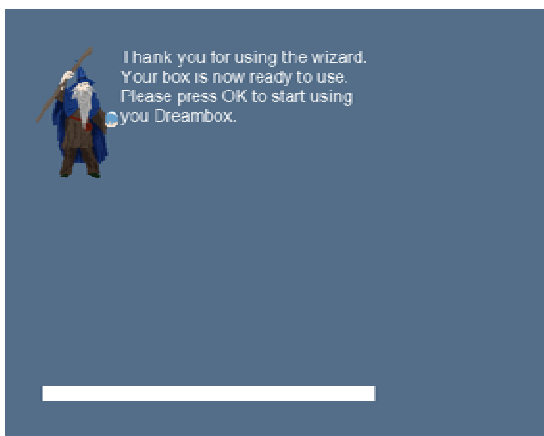 Thank you for using the wizard.
Your box is now ready to use.
Please press OK to start using
you Dreambox.